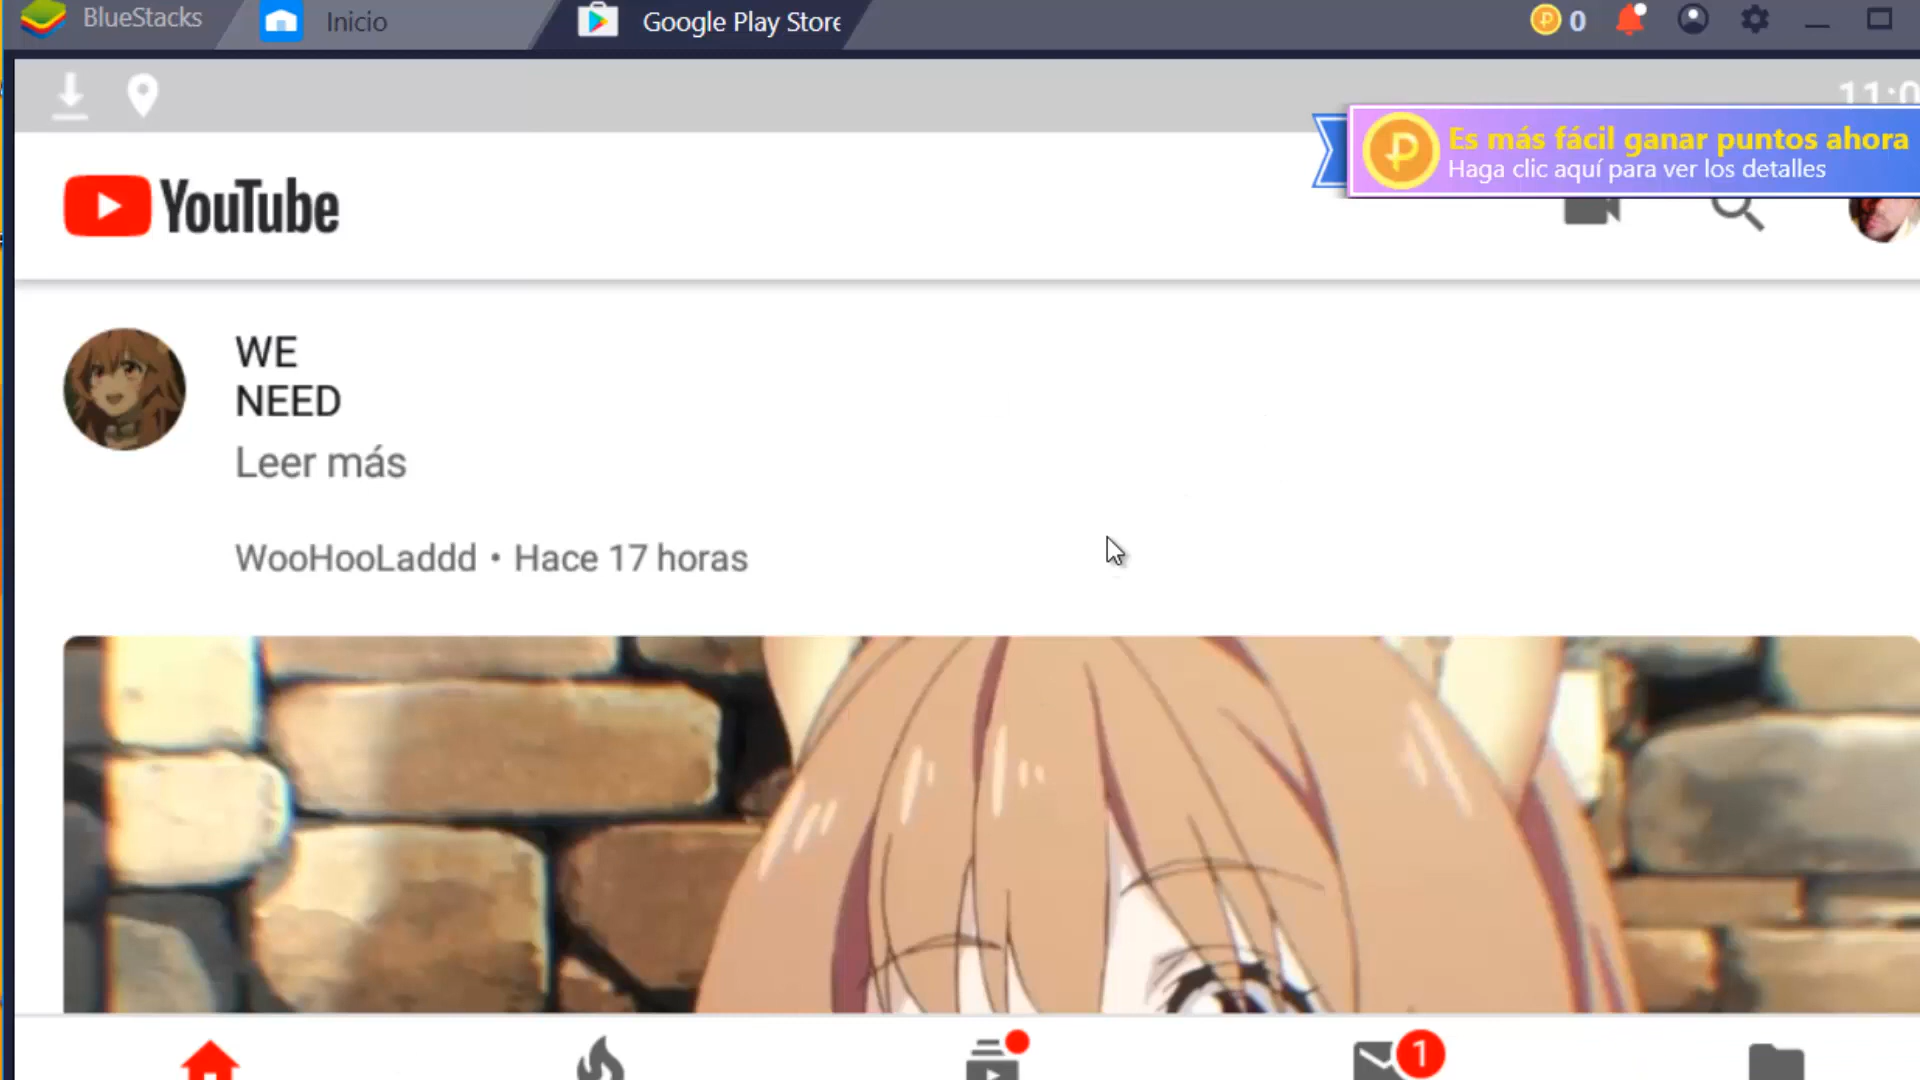 BlueStacks
Inicio
Google Play Store
0
Es más fácil ganar puntos ahora
Haga clic aquí para ver los detalles
YouTube
WE
NEED
Leer más
WooHooLaddd • Hace 17 horas
1